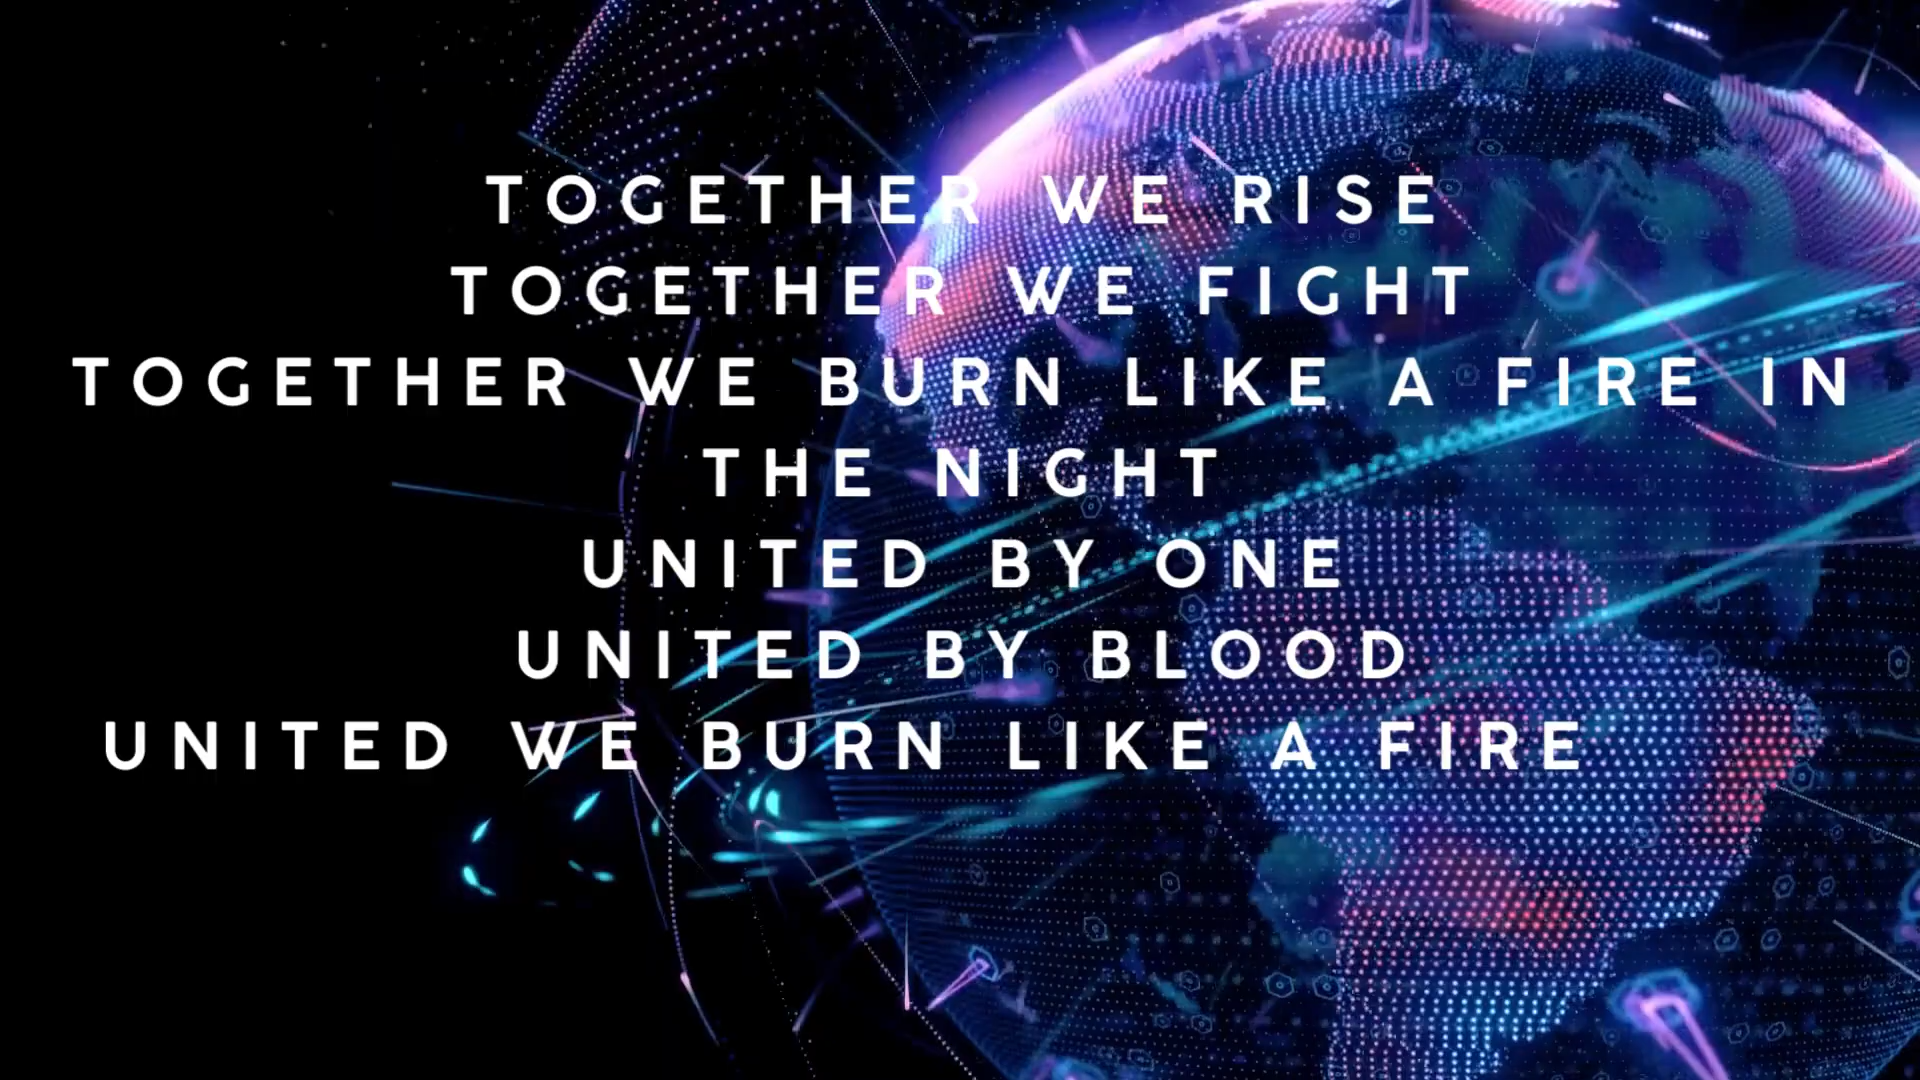 TOGETHER WE RISE
TOGETHER WE FIGHT
TOGETHER WE BURN LIKE A FIRE IN
THE NIGHT
UNITED BY ONE
UNITED BY BLOOD
UNITED WE BURN LIKE A FIRE